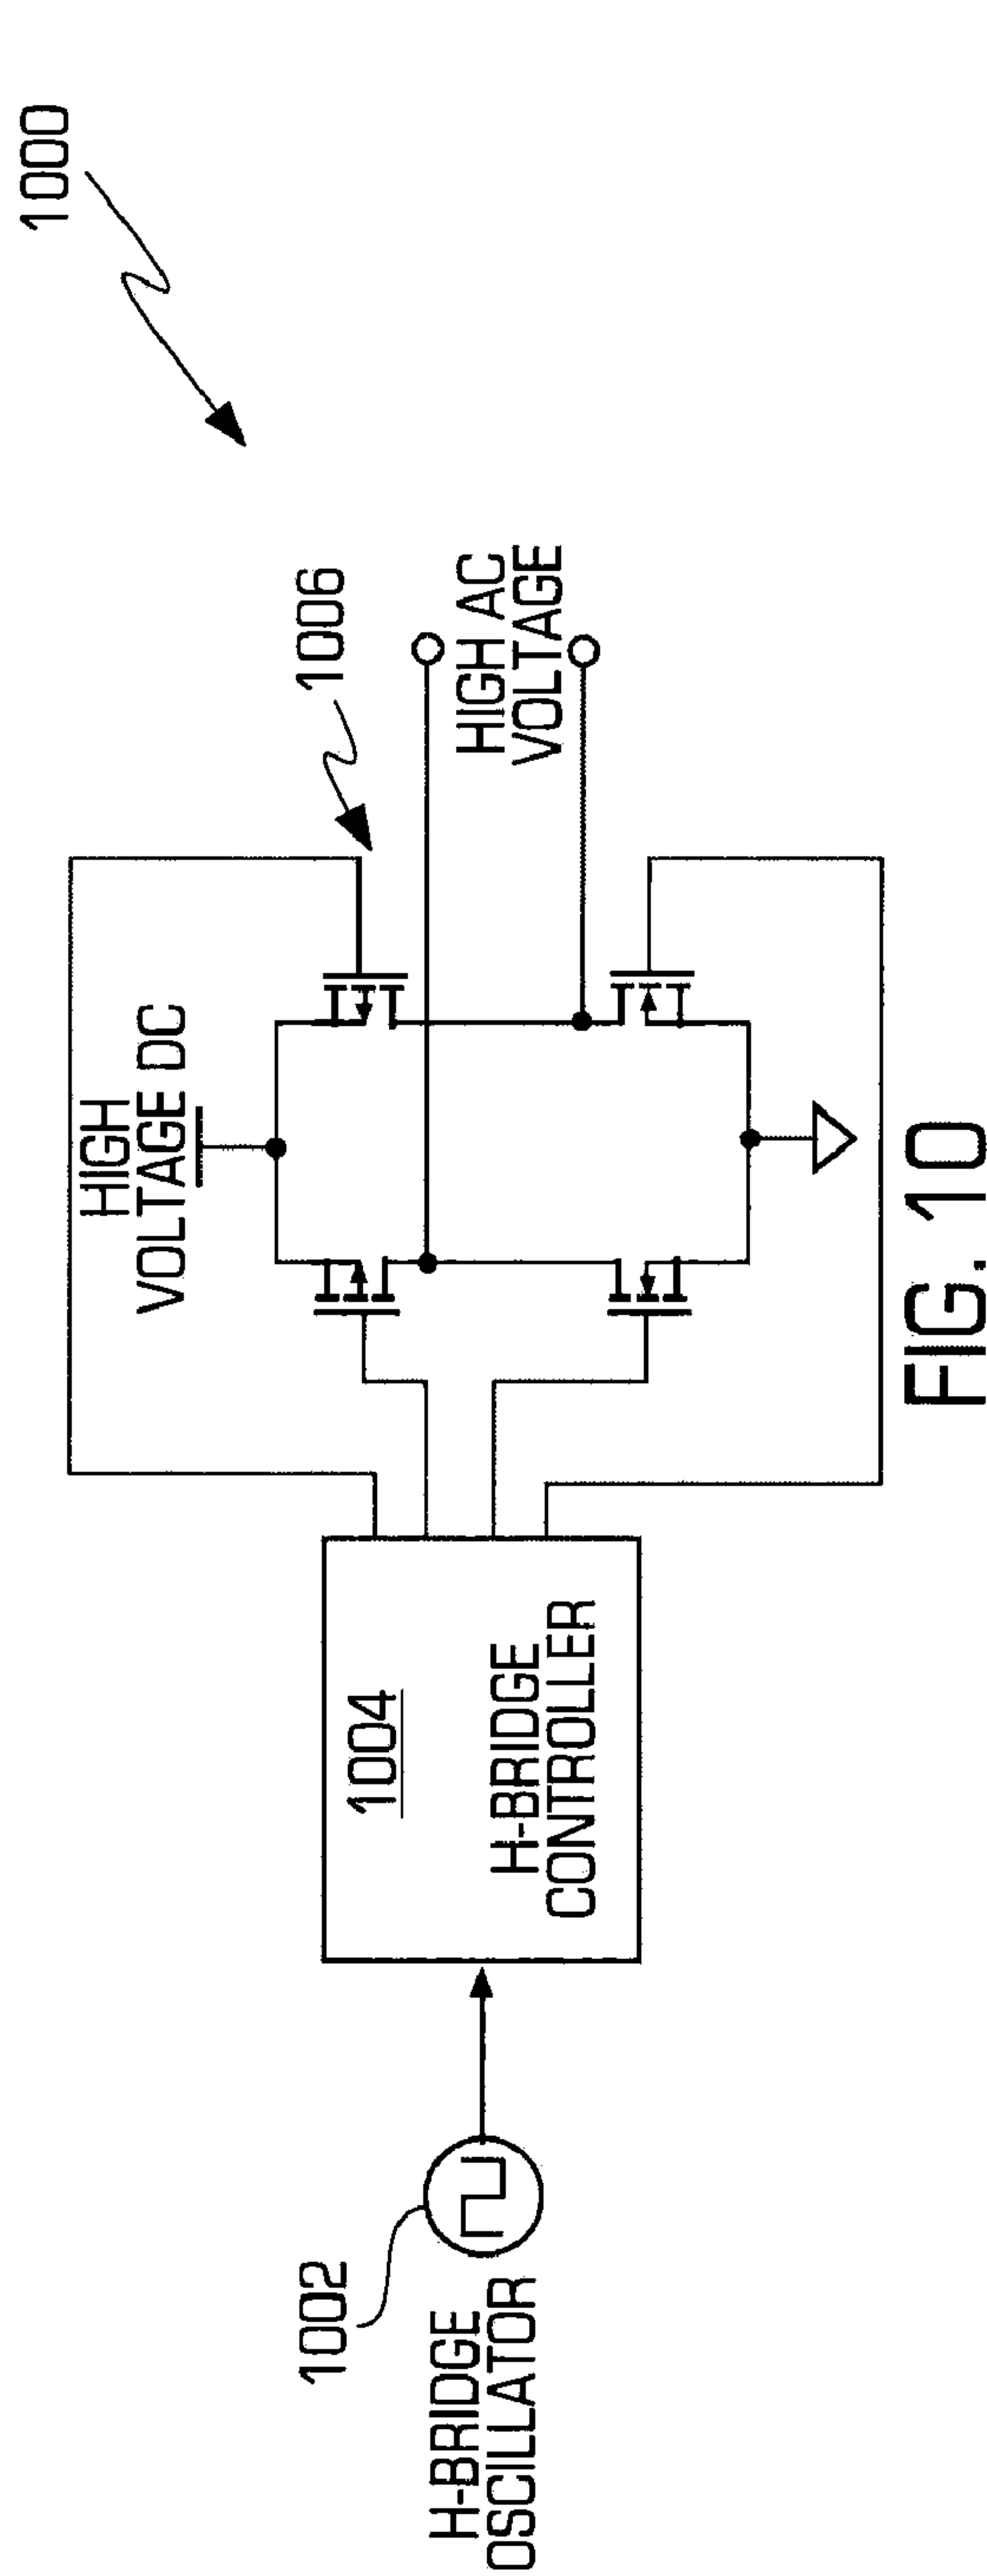 1000
1006
HIGH
VOLTAGE DC
HIGH AC
VOLTAGE
1004
H-BRIDGE
CONTROLLER
1002
H-BRIDGE
OSCILLATOR
FIG. 10